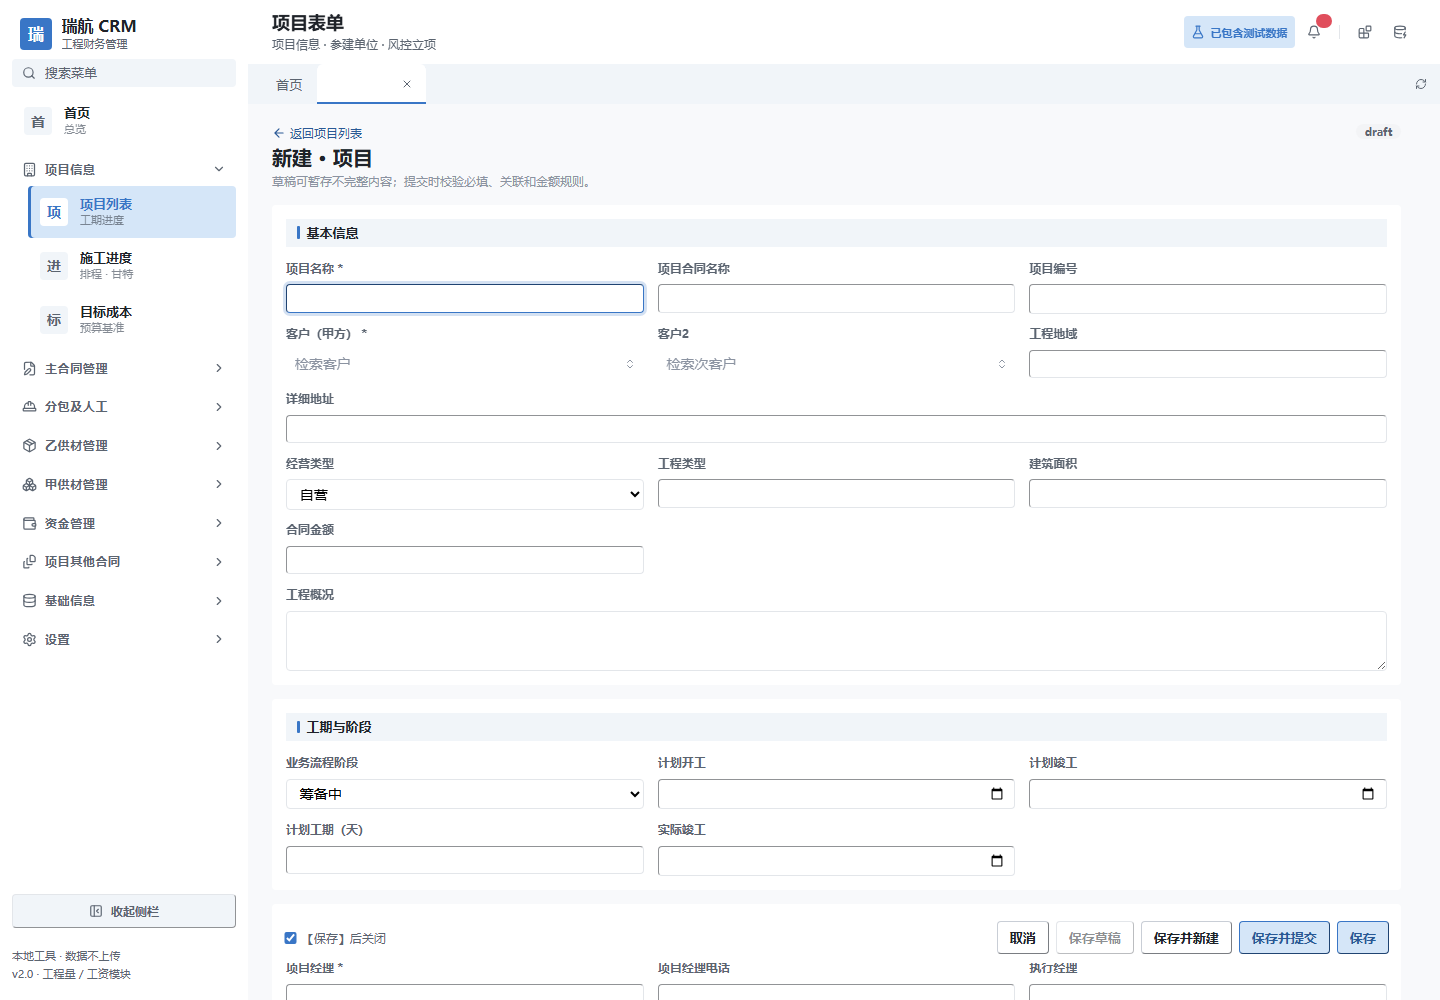 瑞
瑞航 CRM
工程财务管理
搜索菜单
首
首页
总览
项目信息
项
项目列表
工期进度
进
施工进度
排程 · 甘特
标
目标成本
预算基准
主合同管理
分包及人工
乙供材管理
甲供材管理
资金管理
项目其他合同
基础信息
设置
收起侧栏
本地工具 · 数据不上传
v2.0 · 工程量 / 工资模块
项目表单
项目信息 · 参建单位 · 风控立项
已包含测试数据
首页
返回项目列表
draft
新建 · 项目
草稿可暂存不完整内容；提交时校验必填、关联和金额规则。
基本信息
项目名称 *
项目合同名称
项目编号
客户（甲方） *
客户2
工程地域
检索客户
检索次客户
详细地址
经营类型
工程类型
建筑面积
自营
合同金额
工程概况
工期与阶段
业务流程阶段
计划开工
计划竣工
筹备中
计划工期（天）
实际竣工
【保存】后关闭
取消
保存草稿
保存并新建
保存并提交
保存
项目经理 *
项目经理电话
执行经理